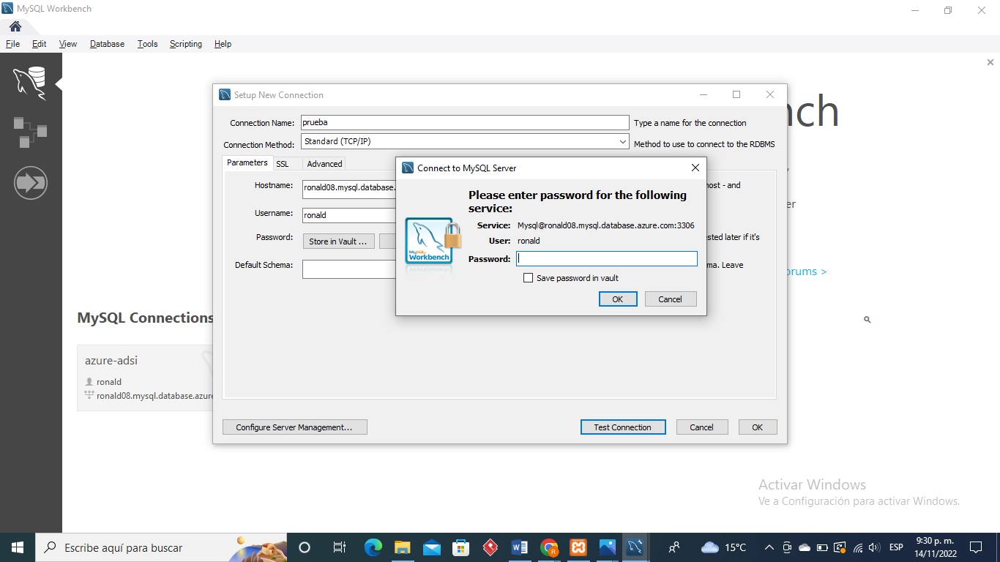 MySQL Workbench
File Edit View Database Tools Scripting Help
nch
Setup New Connection
Connection Name: prueba Type a name for the connection
Connection Method: Standard (TCP/IP) Method to use to connect to the RDBMS
Parameters SSL Advanced
Hostname: ronald08.mysql.database. host - and
Username: ronald
Password: Store in Vault ... ested later if it's
Default Schema: ma. Leave
Connect to MySQL Server
Please enter password for the following
service:
Service: Mysql@ronald08.mysql.database.azure.com:3306
User: ronald
Password:
Save password in vault
OK Cancel
er
orums >
MySQL Connections
azure-adsi
ronald
ronald08.mysql.database.azure
Configure Server Management... Test Connection Cancel OK
Activar Windows
Ve a Configuración para activar Windows.
Escribe aquí para buscar
15°C
ESP
9:30 p. m.
14/11/2022